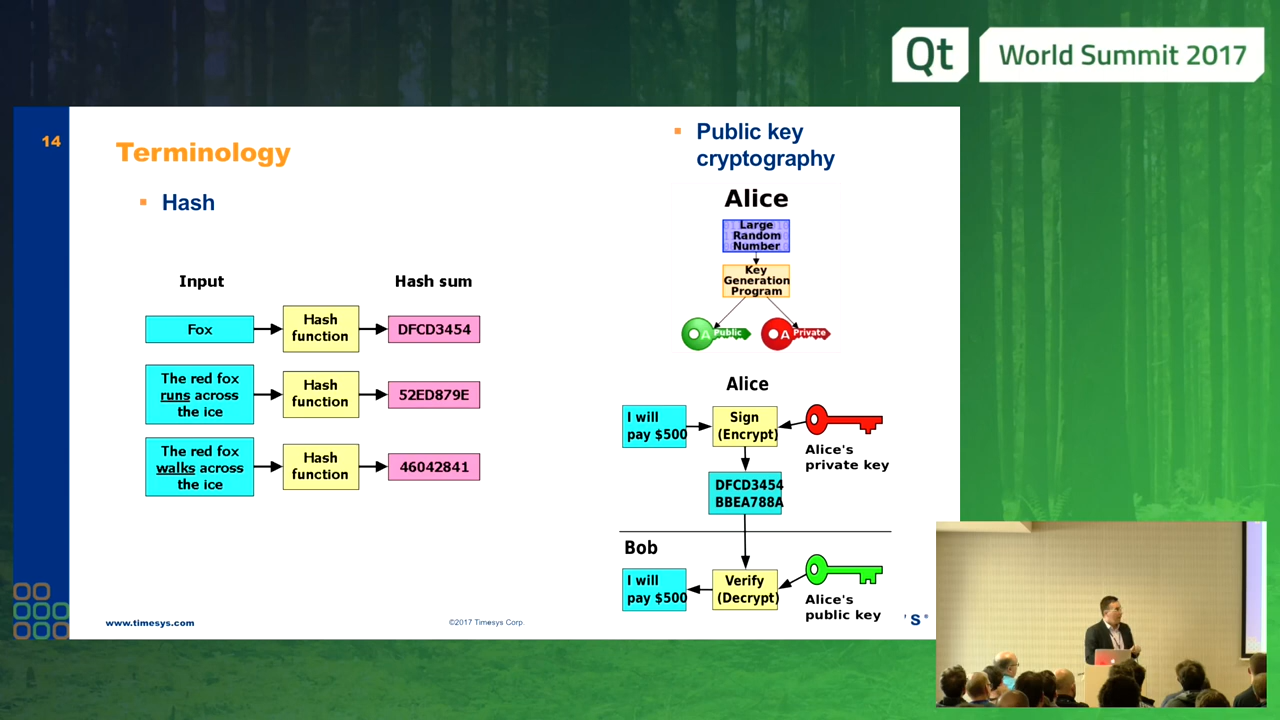 Qt World Summit 2017
14
Terminology
Hash
Input
Hash sum
Fox
Hash
function
DFCD3454
The red fox
runs across
the ice
Hash
function
52ED879E
The red fox
walks across
the ice
Hash
function
46042841
Public key
cryptography
Alice
Large
Random
Number
Key
Generation
Program
A Public
A Private
Alice
I will
pay $500
Sign
(Encrypt)
Alice's
private key
DFCD3454
BBEA788A
Bob
I will
pay $500
Verify
(Decrypt)
Alice's
public key
www.timesys.com
©2017 Timesys Corp.
's®